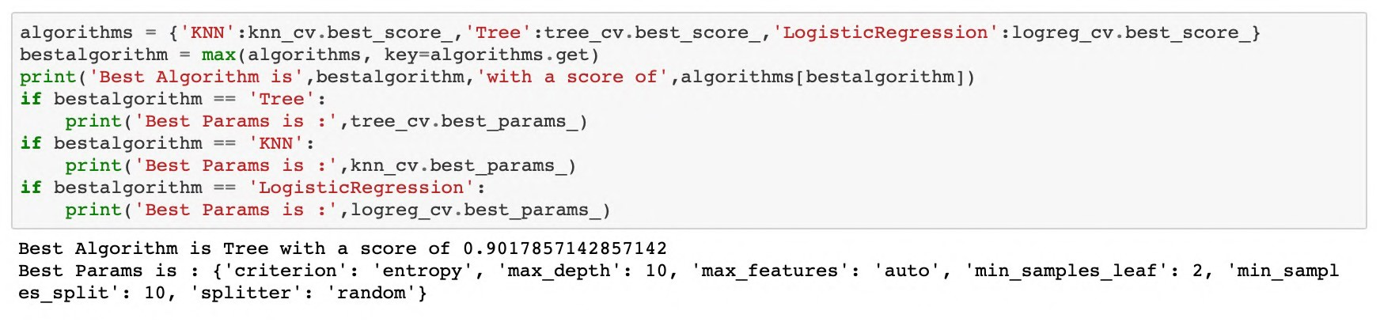 algorithms = {'KNN':knn_cv.best_score_,'Tree':tree_cv.best_score_,'LogisticRegression':logreg_cv.best_score_}
bestalgorithm = max(algorithms, key=algorithms.get)
print('Best Algorithm is',bestalgorithm,'with a score of',algorithms[bestalgorithm])
if bestalgorithm == 'Tree':
    print('Best Params is :',tree_cv.best_params_)
if bestalgorithm == 'KNN':
    print('Best Params is :',knn_cv.best_params_)
if bestalgorithm == 'LogisticRegression':
    print('Best Params is :',logreg_cv.best_params_)
Best Algorithm is Tree with a score of 0.9017857142857142
Best Params is : {'criterion': 'entropy', 'max_depth': 10, 'max_features': 'auto', 'min_samples_leaf': 2, 'min_sampl
es_split': 10, 'splitter': 'random'}